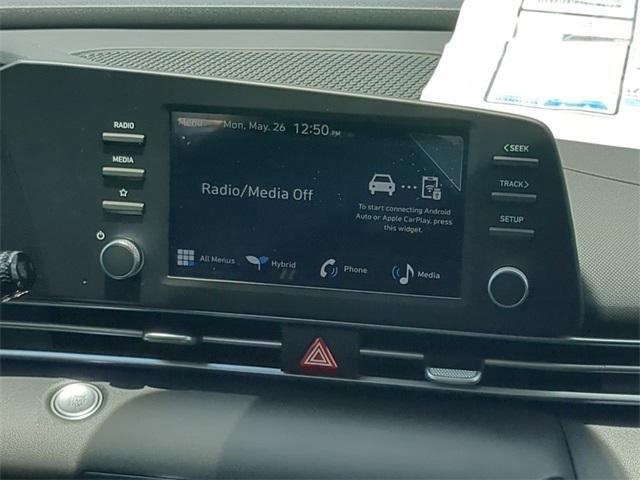 Menu
Mon, May. 26 12:50 PM
RADIO
MEDIA
<SEEK
TRACK>
SETUP
Radio/Media Off
To start connecting Android
Auto or Apple CarPlay, press
this widget.
All Menus
Hybrid
Phone
Media